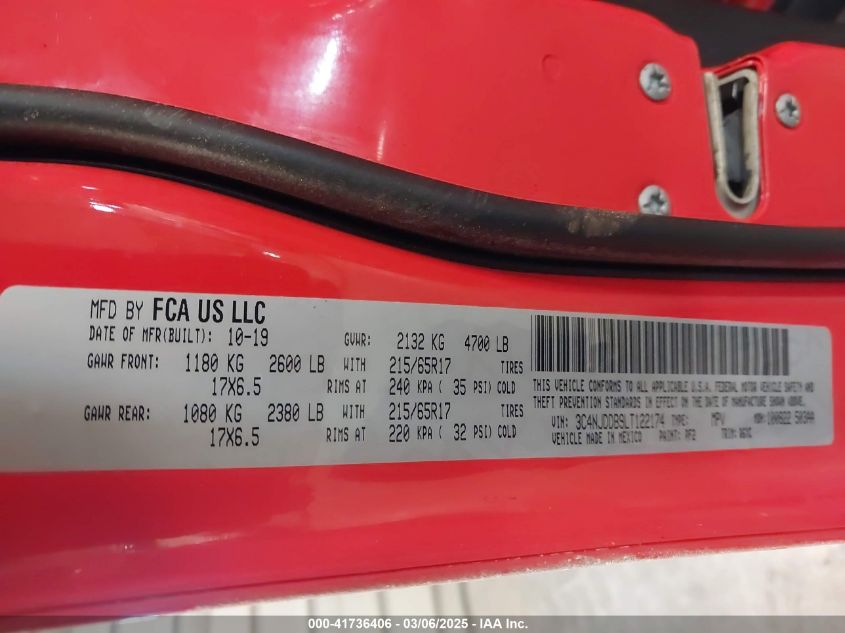 MFD BY FCA US LLC
DATE OF MFR(BUILT): 10-19 GVWR: 2132 KG 4700 LB
GAWR FRONT: 1180 KG 2600 LB WITH 215/65R17 TIRES
17X6.5 RIMS AT 240 KPA ( 35 PSI) COLD
GAWR REAR: 1080 KG 2380 LB WITH 215/65R17 TIRES
17X6.5 RIMS AT 220 KPA ( 32 PSI) COLD
THIS VEHICLE CONFORMS TO ALL APPLICABLE U.S.A. FEDERAL MOTOR VEHICLE SAFETY AND
THEFT PREVENTION STANDARDS IN EFFECT ON THE DATE OF MANUFACTURE SHOWN ABOVE.
VIN: 3C4NJDDB9LT122174 TYPE: MPV MDH: 503AA
VEHICLE MADE IN MEXICO PAINT: TRIM:
000-41736406 - 03/06/2025 - IAA Inc.